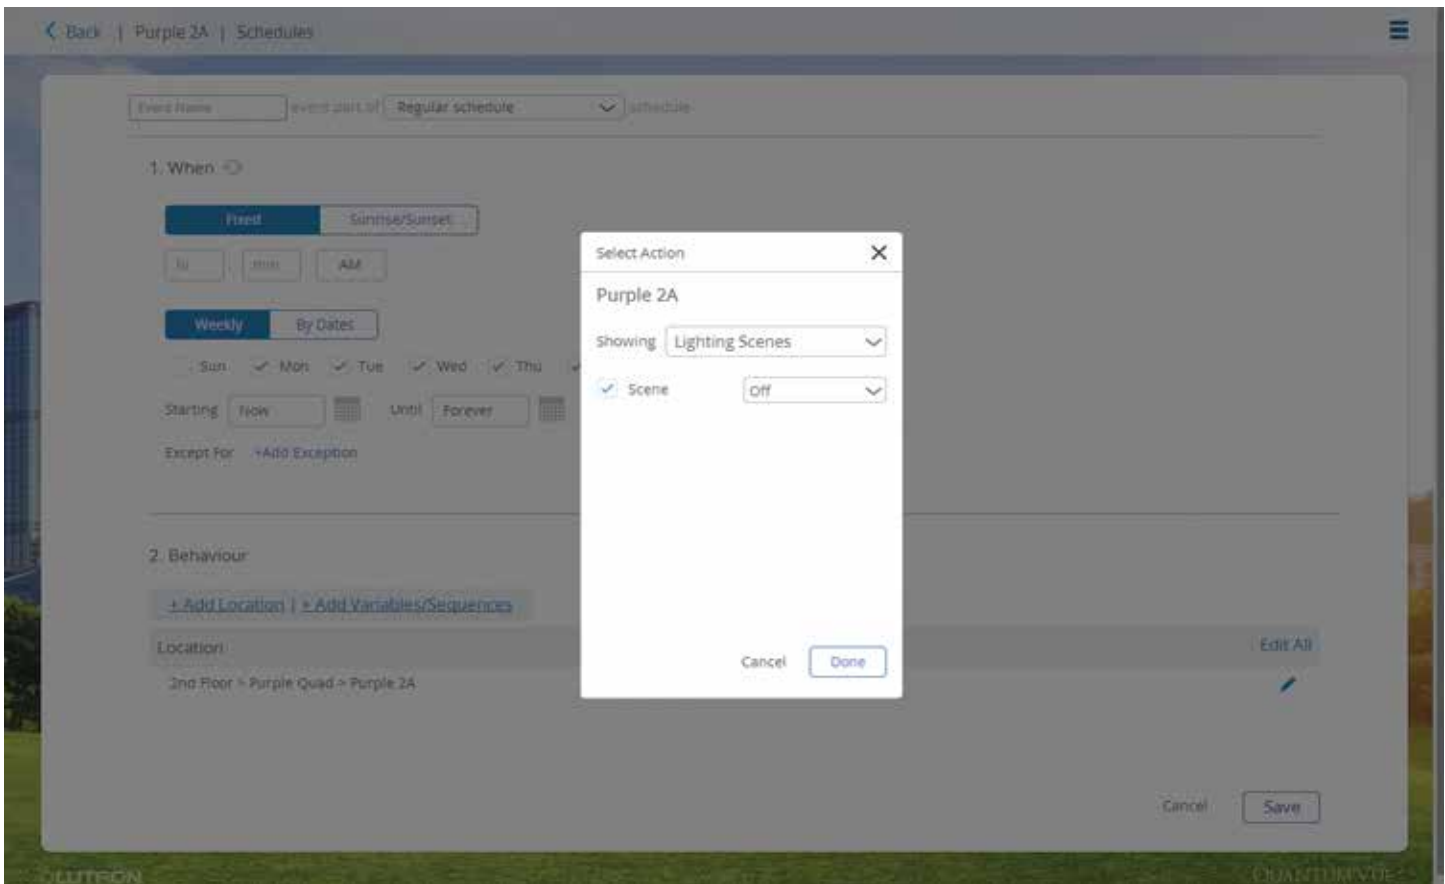 Back | Purple 2A | Schedules
Event Name event part of Regular schedule schedule
1. When
Fixed Sunrise/Sunset
hr : min AM
Weekly By Dates
Sun Mon Tue Wed Thu
Starting Now Until Forever
Except For +Add Exception
2. Behaviour
+ Add Location | + Add Variables/Sequences
Location Edit All
2nd Floor > Purple Quad > Purple 2A
Cancel Save
Select Action
Purple 2A
Showing Lighting Scenes
Scene Off
Cancel Done
LUTRON QUANTUM VUE